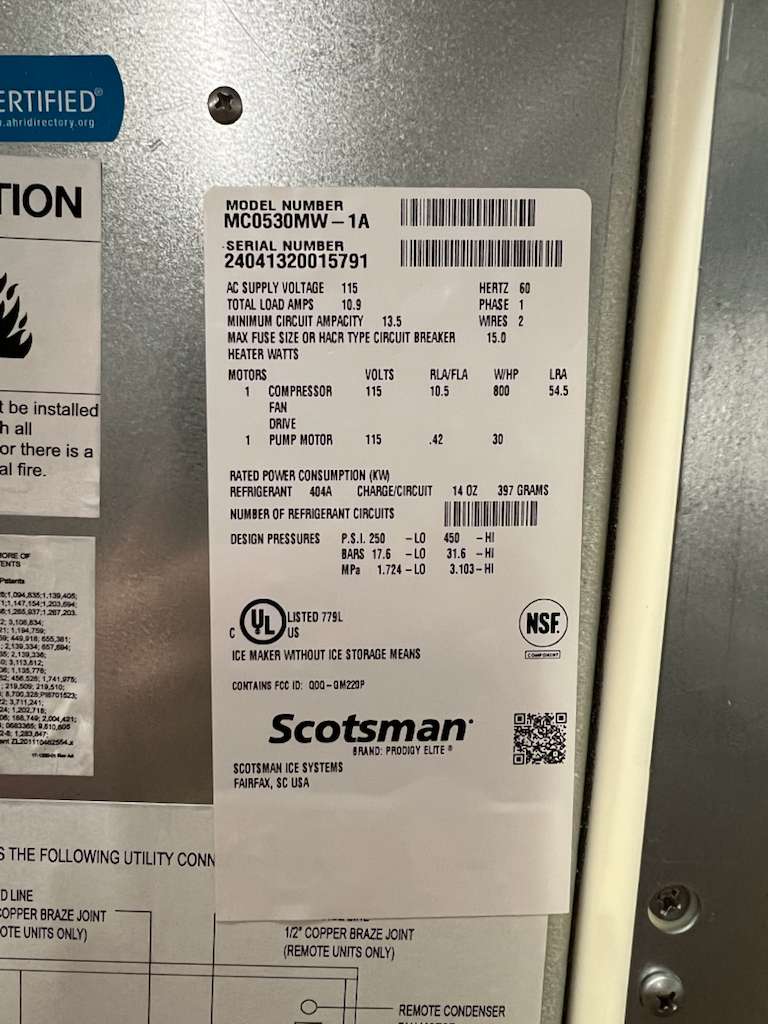 ERTIFIED®
.ahridirectory.org
TION
t be installed
h all
or there is a
al fire.
MODEL NUMBER
MC0530MW-1A
SERIAL NUMBER
24041320015791
AC SUPPLY VOLTAGE 115 HERTZ 60
TOTAL LOAD AMPS 10.9 PHASE 1
MINIMUM CIRCUIT AMPACITY 13.5 WIRES 2
MAX FUSE SIZE OR HACR TYPE CIRCUIT BREAKER 15.0
HEATER WATTS
MOTORS VOLTS RLA/FLA W/HP LRA
1 COMPRESSOR 115 10.5 800 54.5
FAN
DRIVE
1 PUMP MOTOR 115 .42 30
RATED POWER CONSUMPTION (KW)
REFRIGERANT 404A CHARGE/CIRCUIT 14 OZ 397 GRAMS
NUMBER OF REFRIGERANT CIRCUITS
DESIGN PRESSURES P.S.I. 250 -LO 450 -HI
BARS 17.6 -LO 31.6 -HI
MPa 1.724 -LO 3.103 -HI
C UL US LISTED 779L
NSF.
COMPONENT
ICE MAKER WITHOUT ICE STORAGE MEANS
CONTAINS FCC ID:
Scotsman
BRAND: PRODIGY ELITE ®
SCOTSMAN ICE SYSTEMS
FAIRFAX, SC USA
MORE OF
Patents
S THE FOLLOWING UTILITY CONN
D LINE
COPPER BRAZE JOINT
OTE UNITS ONLY)
1/2" COPPER BRAZE JOINT
(REMOTE UNITS ONLY)
REMOTE CONDENSER